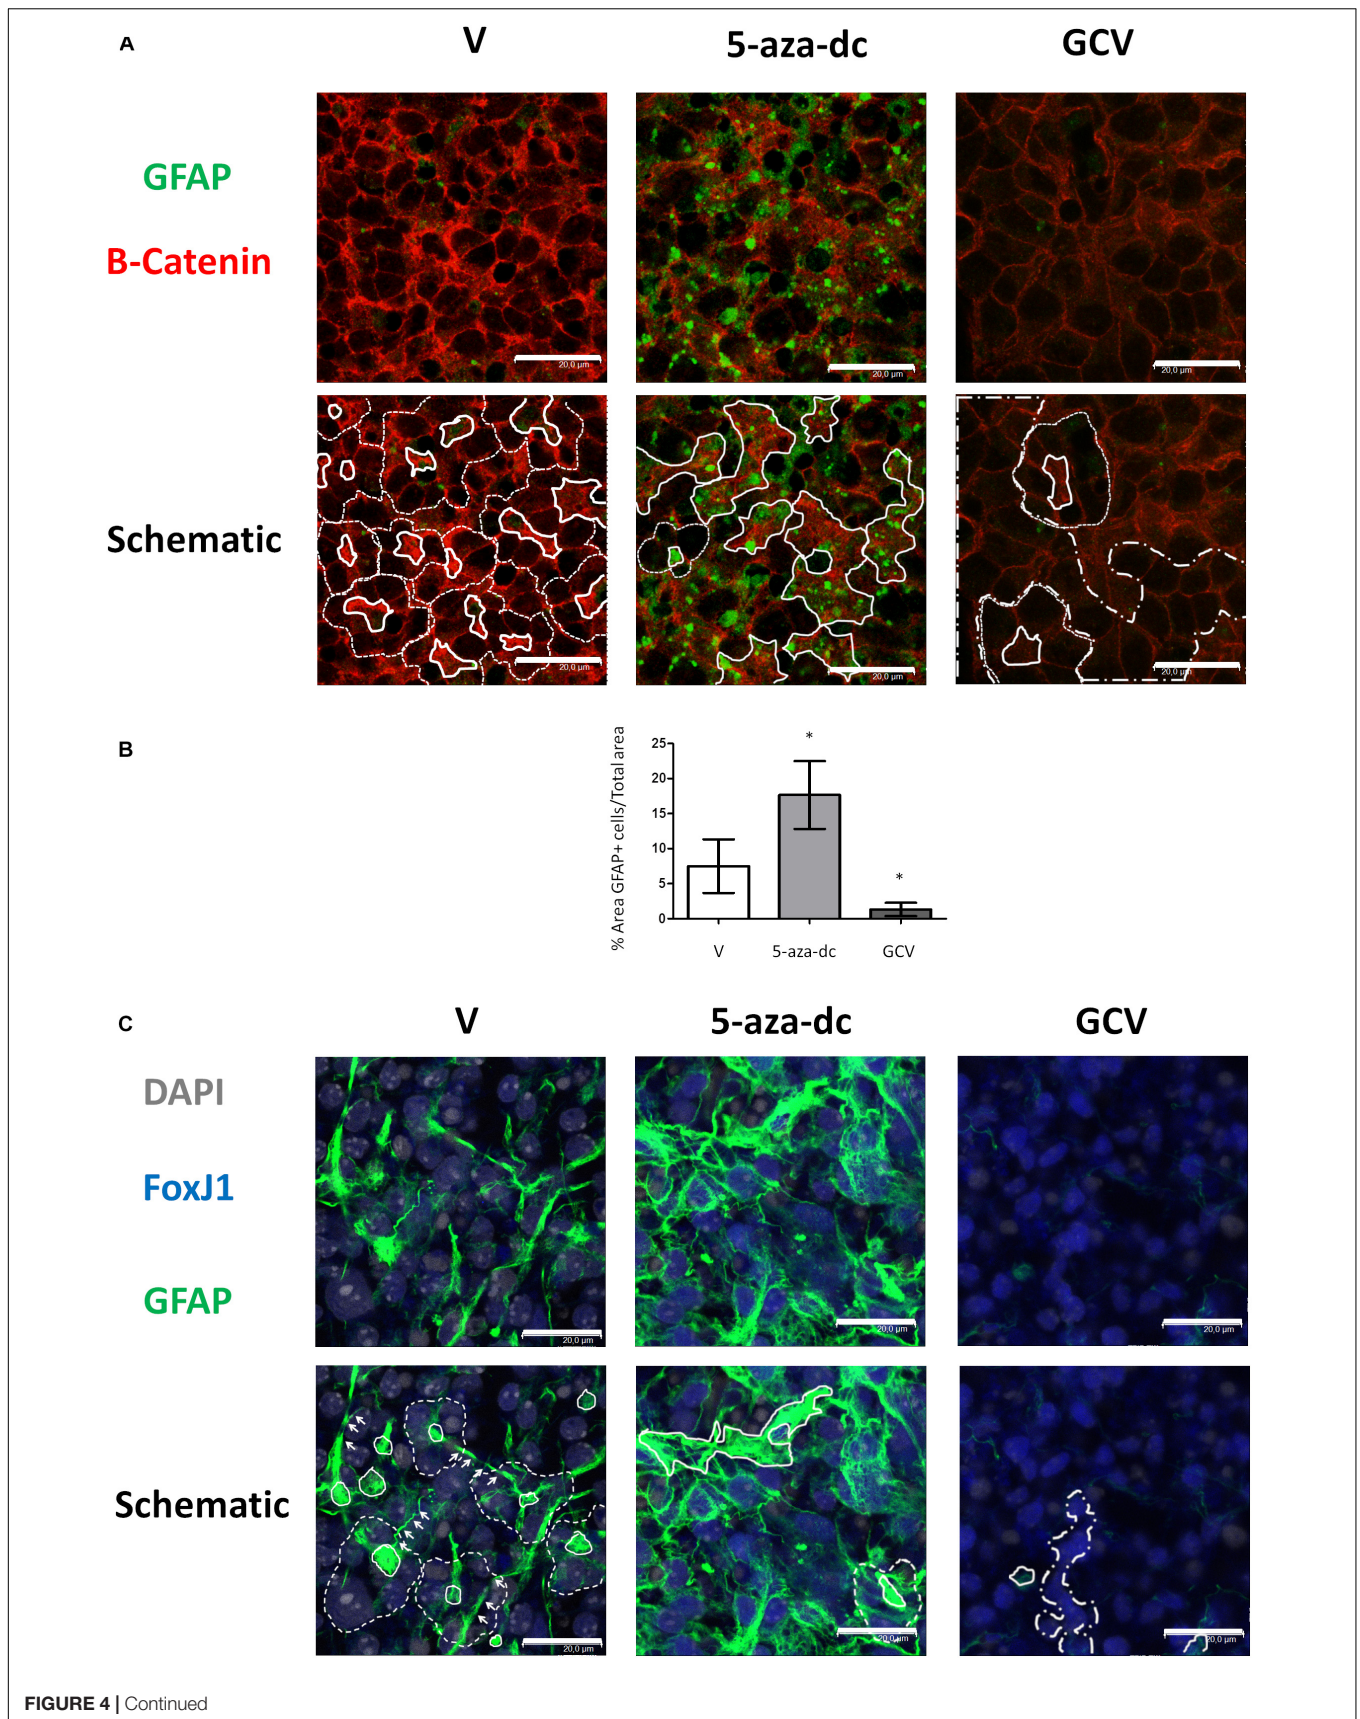 A
V
5-aza-dc
GCV
GFAP
B-Catenin
20,0 µm
20,0 µm
20,0 µm
Schematic
20,0 µm
20,0 µm
20,0 µm
B
% Area GFAP+ cells/Total area
25
20
15
10
5
0
*
*
V
5-aza-dc
GCV
C
V
5-aza-dc
GCV
DAPI
FoxJ1
GFAP
20,0 µm
20,0 µm
20,0 µm
Schematic
20,0 µm
20,0 µm
20,0 µm
FIGURE 4 | Continued